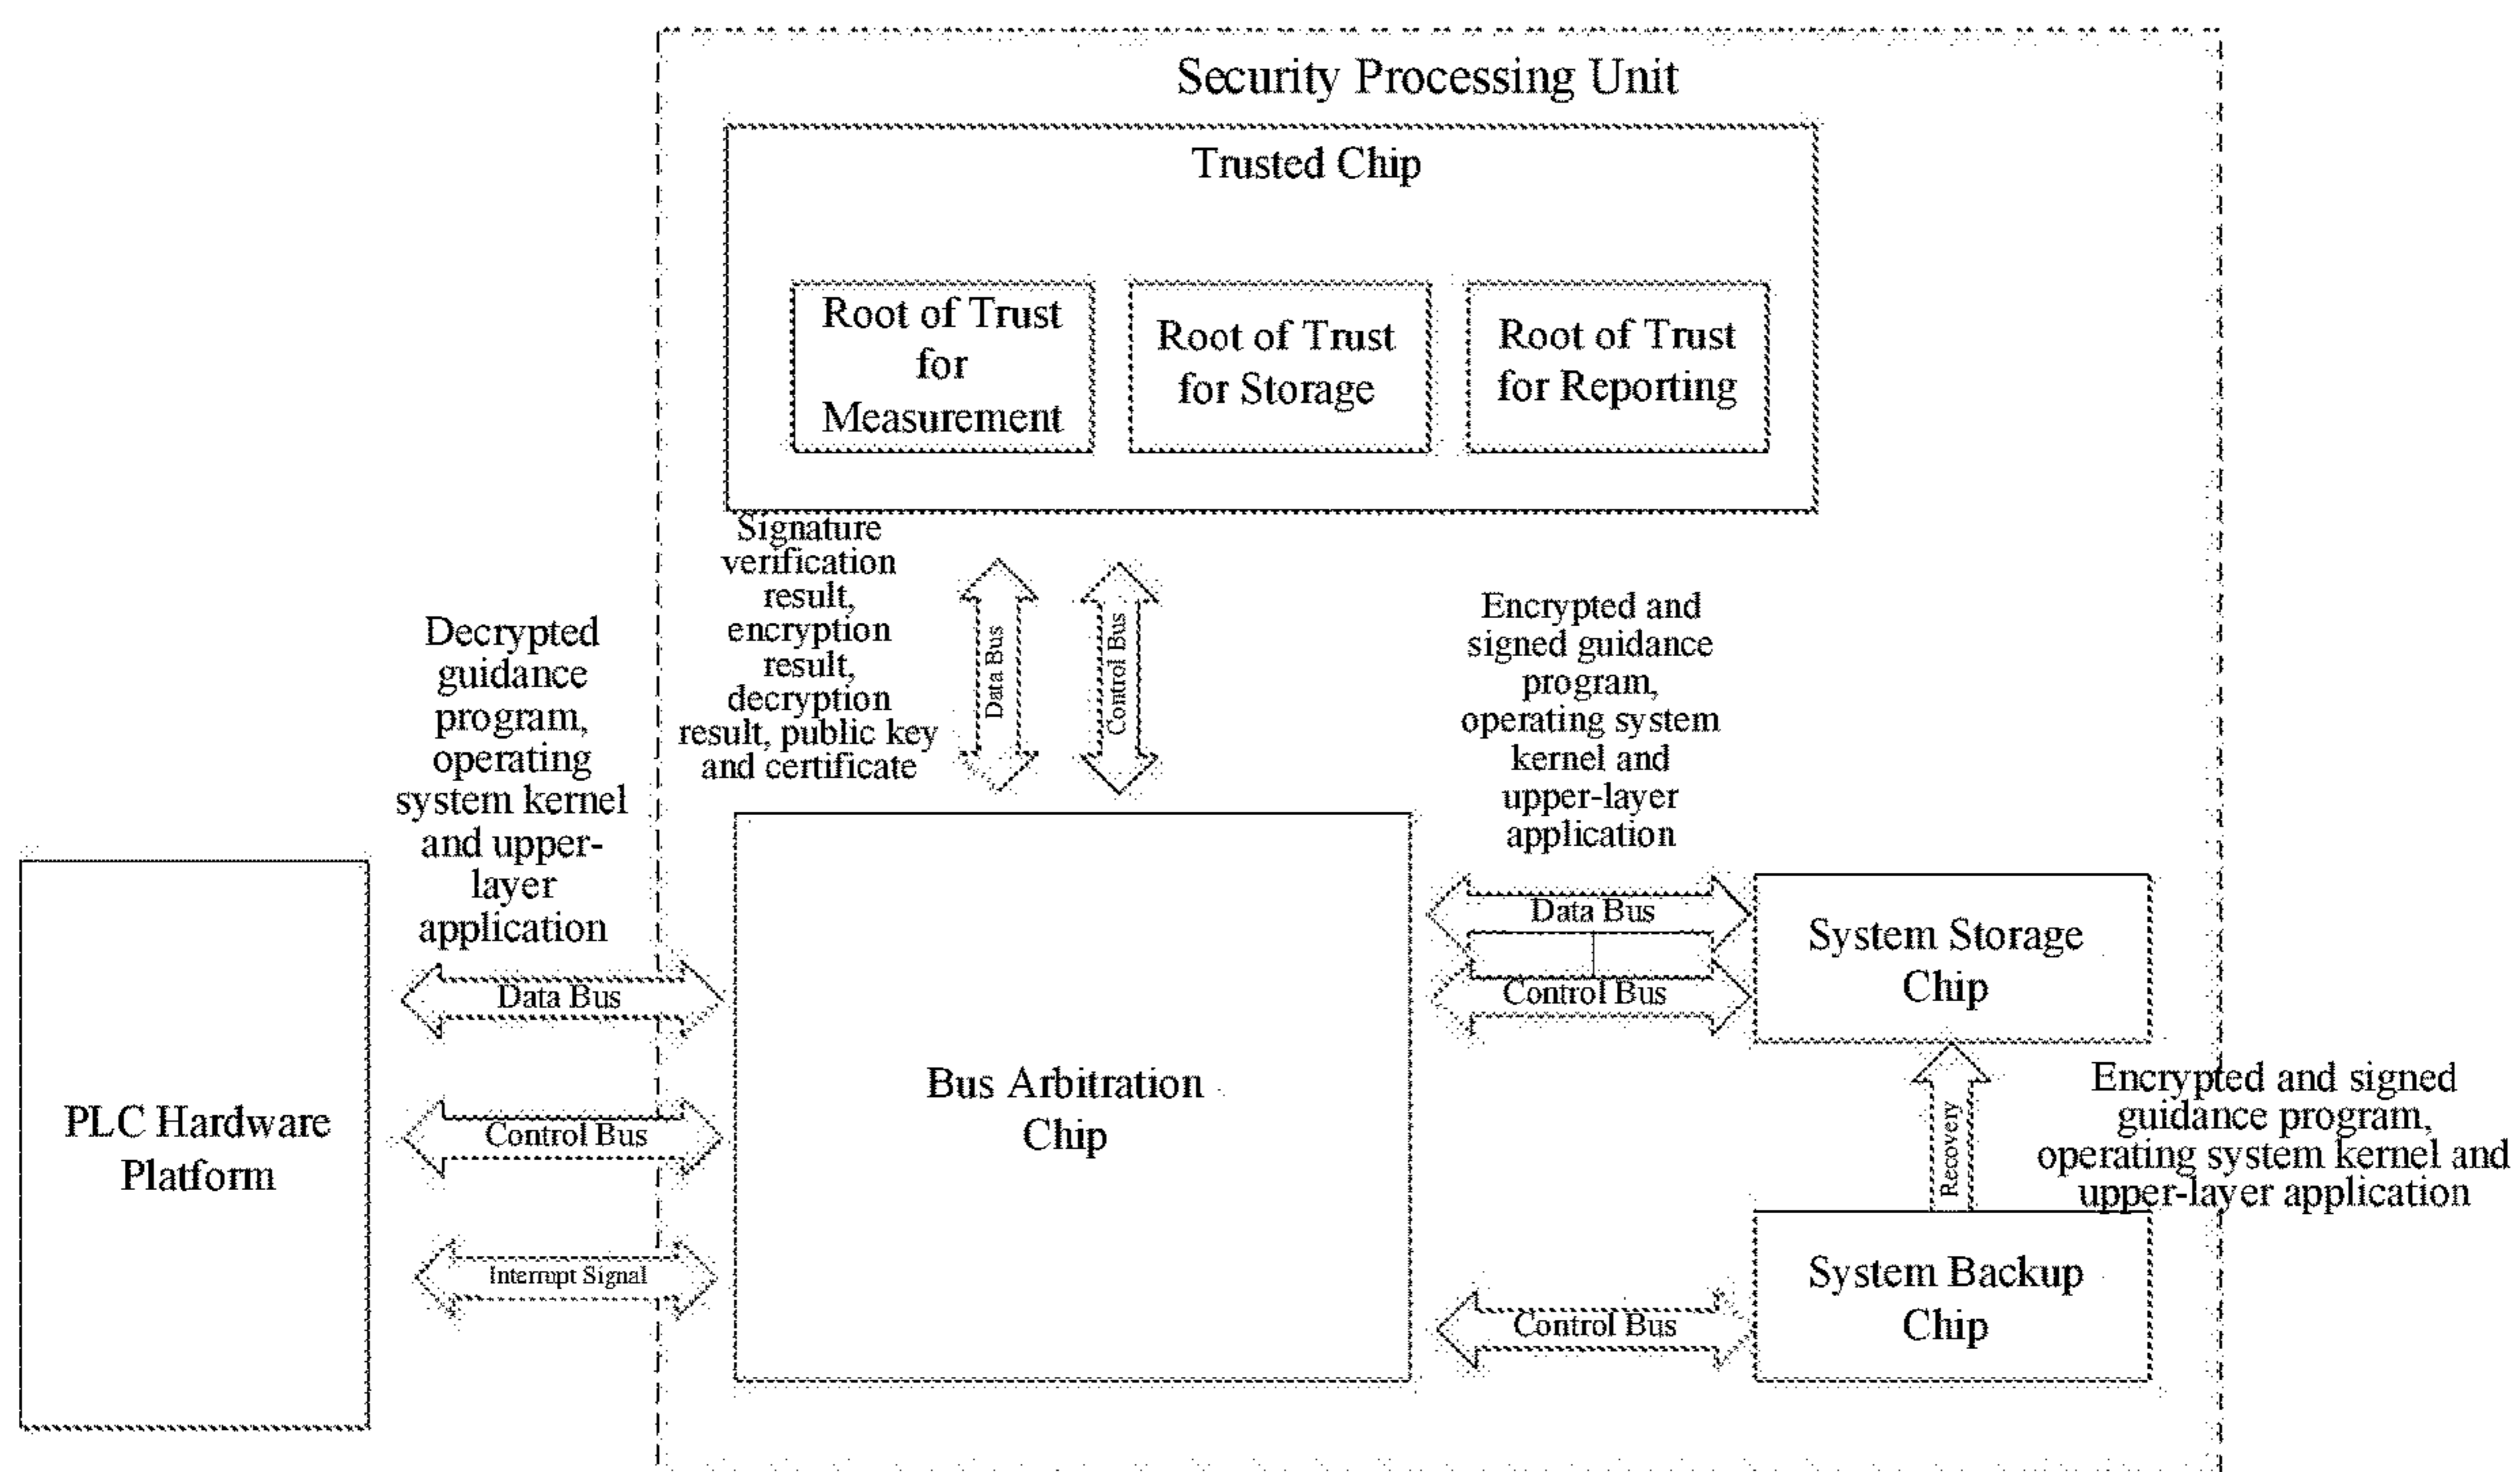 Security Processing Unit
Trusted Chip
Root of Trust
for
Measurement
Root of Trust
for Storage
Root of Trust
for Reporting
Signature
verification
result,
encryption
result,
decryption
result, public key
and certificate
Data Bus
Control Bus
Encrypted and
signed guidance
program,
operating system
kernel and
upper-layer
application
Decrypted
guidance
program,
operating
system kernel
and upper-
layer
application
Data Bus
Control Bus
Interrupt Signal
PLC Hardware
Platform
Bus Arbitration
Chip
Data Bus
Control Bus
System Storage
Chip
Recovery
Encrypted and signed
guidance program,
operating system kernel and
upper-layer application
Control Bus
System Backup
Chip